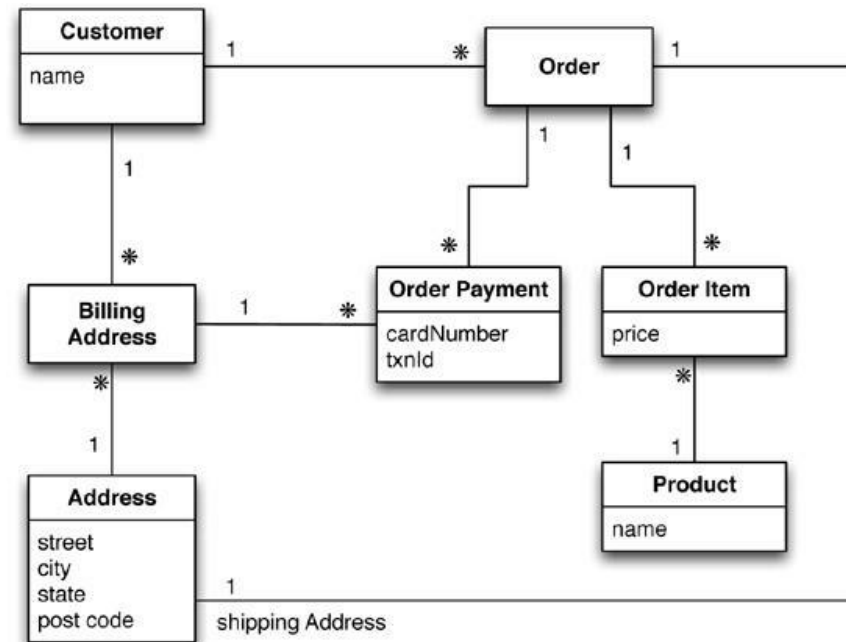 Customer
name
1
*
Order
1
1
*
1
1
*
*
Billing
Address
1
*
Order Payment
cardNumber
txnId
Order Item
price
*
1
*
1
Address
street
city
state
post code
Product
name
1
shipping Address